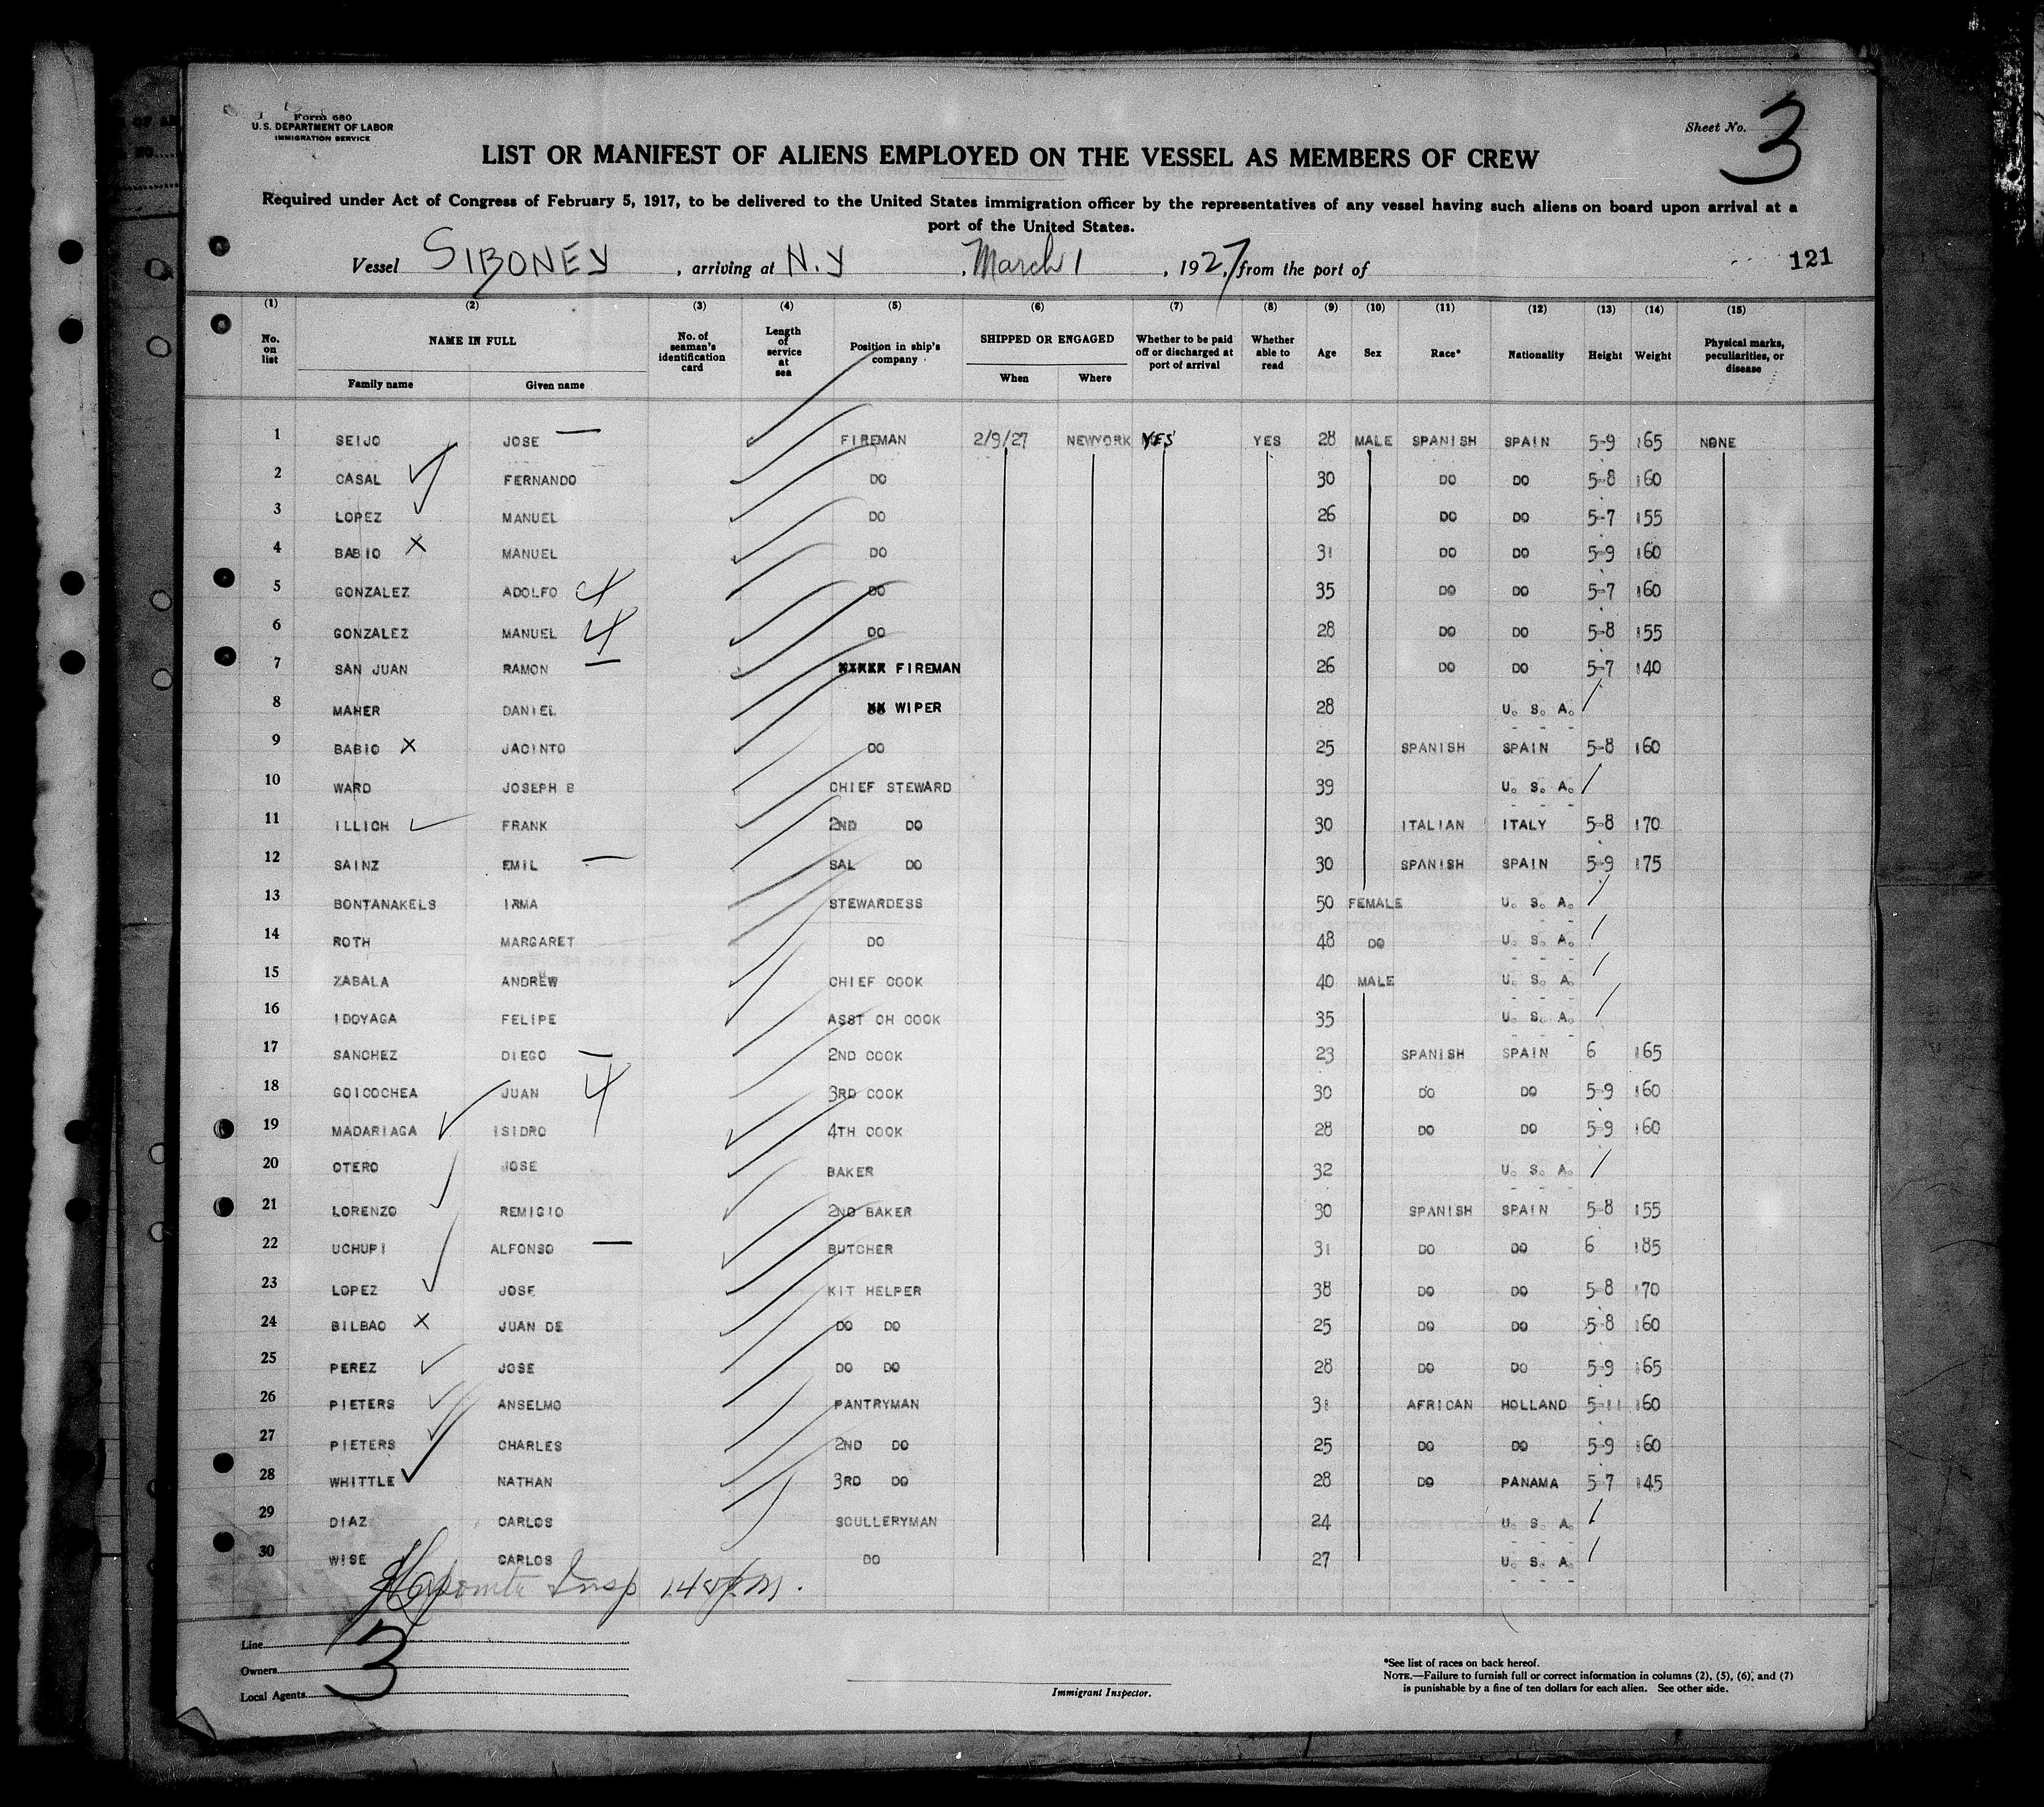 Form 680
U.S. DEPARTMENT OF LABOR
IMMIGRATION SERVICE
Sheet No. 3
LIST OR MANIFEST OF ALIENS EMPLOYED ON THE VESSEL AS MEMBERS OF CREW
Required under Act of Congress of February 5, 1917, to be delivered to the United States immigration officer by the representatives of any vessel having such aliens on board upon arrival at a
port of the United States.
Vessel SIBONEY, arriving at N.Y, March 1, 1927, from the port of
121
(1) (2) (3) (4) (5) (6) (7) (8) (9) (10) (11) (12) (13) (14) (15)
No. on list NAME IN FULL Family name Given name No. of seaman's identification card Length of service at sea Position in ship's company SHIPPED OR ENGAGED When Where Whether to be paid off or discharged at port of arrival Whether able to read Age Sex Race* Nationality Height Weight Physical marks, peculiarities, or disease
1 SEIJO JOSE — FIREMAN 2/9/27 NEWYORK YES YES 28 MALE SPANISH SPAIN 5-9 165 NONE
2 CASAL FERNANDO DO 30 DO DO 5-8 160
3 LOPEZ MANUEL DO 26 DO DO 5-7 155
4 BABIO X MANUEL DO 31 DO DO 5-9 160
5 GONZALEZ ADOLFO DO 35 DO DO 5-7 160
6 GONZALEZ MANUEL DO 28 DO DO 5-8 155
7 SAN JUAN RAMON — FIREMAN 26 DO DO 5-7 140
8 MAHER DANIEL WIPER 28 U. S. A.
9 BABIO X JACINTO DO 25 SPANISH SPAIN 5-8 160
10 WARD JOSEPH B CHIEF STEWARD 39 U. S. A.
11 ILLICH FRANK 2ND DO 30 ITALIAN ITALY 5-8 170
12 SAINZ EMIL — SAL DO 30 SPANISH SPAIN 5-9 175
13 BONTANAKELS IRMA STEWARDESS 50 FEMALE U. S. A.
14 ROTH MARGARET DO 48 DO U. S. A.
15 ZABALA ANDREW CHIEF COOK 40 MALE U. S. A.
16 IDOYAGA FELIPE ASST CH COOK 35 U. S. A.
17 SANCHEZ DIEGO — 2ND COOK 23 SPANISH SPAIN 6 165
18 GOICOCHEA JUAN 3RD COOK 30 DO DO 5-9 160
19 MADARIAGA ISIDRO 4TH COOK 28 DO DO 5-9 160
20 OTERO JOSE BAKER 32 U. S. A.
21 LORENZO REMIGIO 2ND BAKER 30 SPANISH SPAIN 5-8 155
22 UCHUPI ALFONSO — BUTCHER 31 DO DO 6 185
23 LOPEZ JOSE KIT HELPER 38 DO DO 5-8 170
24 BILBAO X JUAN DE DO DO 25 DO DO 5-8 160
25 PEREZ JOSE DO DO 28 DO DO 5-9 165
26 PIETERS ANSELMO PANTRYMAN 31 AFRICAN HOLLAND 5-11 160
27 PIETERS CHARLES 2ND DO 25 DO DO 5-9 160
28 WHITTLE NATHAN 3RD DO 28 DO PANAMA 5-7 145
29 DIAZ CARLOS SCULLERYMAN 24 U. S. A.
30 WISE CARLOS DO 27 U. S. A.
Insp
3
Line
Owners
Local Agents
Immigrant Inspector.
*See list of races on back hereof.
NOTE.—Failure to furnish full or correct information in columns (2), (5), (6), and (7)
is punishable by a fine of ten dollars for each alien. See other side.